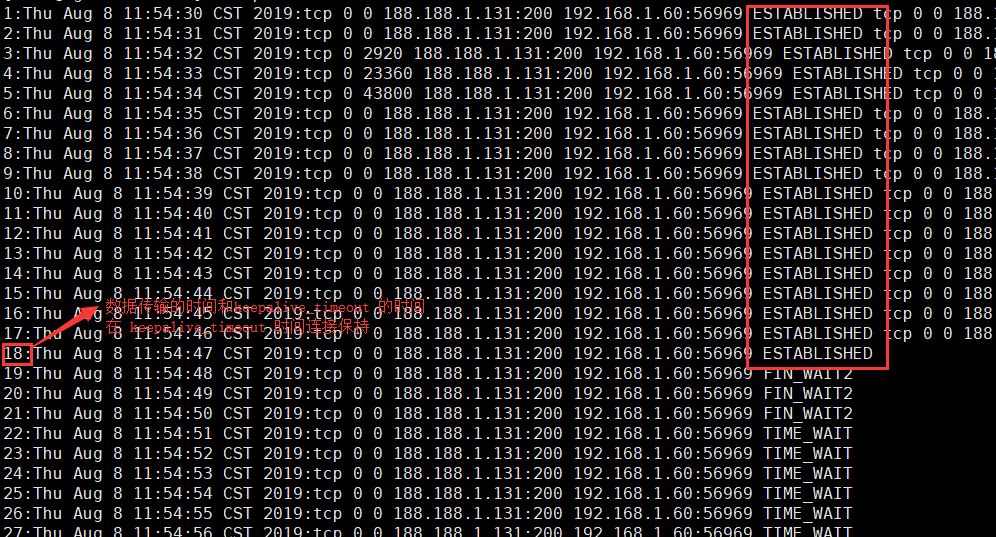 1:Thu Aug 8 11:54:30 CST 2019:tcp 0 0 188.188.1.131:200 192.168.1.60:56969 ESTABLISHED tcp 0 0 188.1
2:Thu Aug 8 11:54:31 CST 2019:tcp 0 0 188.188.1.131:200 192.168.1.60:56969 ESTABLISHED tcp 0 0 188.1
3:Thu Aug 8 11:54:32 CST 2019:tcp 0 2920 188.188.1.131:200 192.168.1.60:56969 ESTABLISHED tcp 0 0 18
4:Thu Aug 8 11:54:33 CST 2019:tcp 0 23360 188.188.1.131:200 192.168.1.60:56969 ESTABLISHED tcp 0 0 1
5:Thu Aug 8 11:54:34 CST 2019:tcp 0 43800 188.188.1.131:200 192.168.1.60:56969 ESTABLISHED tcp 0 0 1
6:Thu Aug 8 11:54:35 CST 2019:tcp 0 0 188.188.1.131:200 192.168.1.60:56969 ESTABLISHED tcp 0 0 188.1
7:Thu Aug 8 11:54:36 CST 2019:tcp 0 0 188.188.1.131:200 192.168.1.60:56969 ESTABLISHED tcp 0 0 188.1
8:Thu Aug 8 11:54:37 CST 2019:tcp 0 0 188.188.1.131:200 192.168.1.60:56969 ESTABLISHED tcp 0 0 188.1
9:Thu Aug 8 11:54:38 CST 2019:tcp 0 0 188.188.1.131:200 192.168.1.60:56969 ESTABLISHED tcp 0 0 188.1
10:Thu Aug 8 11:54:39 CST 2019:tcp 0 0 188.188.1.131:200 192.168.1.60:56969 ESTABLISHED tcp 0 0 188
11:Thu Aug 8 11:54:40 CST 2019:tcp 0 0 188.188.1.131:200 192.168.1.60:56969 ESTABLISHED tcp 0 0 188
12:Thu Aug 8 11:54:41 CST 2019:tcp 0 0 188.188.1.131:200 192.168.1.60:56969 ESTABLISHED tcp 0 0 188
13:Thu Aug 8 11:54:42 CST 2019:tcp 0 0 188.188.1.131:200 192.168.1.60:56969 ESTABLISHED tcp 0 0 188
14:Thu Aug 8 11:54:43 CST 2019:tcp 0 0 188.188.1.131:200 192.168.1.60:56969 ESTABLISHED tcp 0 0 188
15:Thu Aug 8 11:54:44 CST 2019:tcp 0 0 188.188.1.131:200 192.168.1.60:56969 ESTABLISHED tcp 0 0 188
数据传输的时间和keepalive_timeout 的时间
16:Thu Aug 8 11:54:45 CST 2019:tcp 0 0 188.188.1.131:200 192.168.1.60:56969 ESTABLISHED tcp 0 0 188
在 keepalive_timeout 时间连接保持
17:Thu Aug 8 11:54:46 CST 2019:tcp 0 0 188.188.1.131:200 192.168.1.60:56969 ESTABLISHED tcp 0 0 188
18:Thu Aug 8 11:54:47 CST 2019:tcp 0 0 188.188.1.131:200 192.168.1.60:56969 ESTABLISHED
19:Thu Aug 8 11:54:48 CST 2019:tcp 0 0 188.188.1.131:200 192.168.1.60:56969 FIN_WAIT2
20:Thu Aug 8 11:54:49 CST 2019:tcp 0 0 188.188.1.131:200 192.168.1.60:56969 FIN_WAIT2
21:Thu Aug 8 11:54:50 CST 2019:tcp 0 0 188.188.1.131:200 192.168.1.60:56969 FIN_WAIT2
22:Thu Aug 8 11:54:51 CST 2019:tcp 0 0 188.188.1.131:200 192.168.1.60:56969 TIME_WAIT
23:Thu Aug 8 11:54:52 CST 2019:tcp 0 0 188.188.1.131:200 192.168.1.60:56969 TIME_WAIT
24:Thu Aug 8 11:54:53 CST 2019:tcp 0 0 188.188.1.131:200 192.168.1.60:56969 TIME_WAIT
25:Thu Aug 8 11:54:54 CST 2019:tcp 0 0 188.188.1.131:200 192.168.1.60:56969 TIME_WAIT
26:Thu Aug 8 11:54:55 CST 2019:tcp 0 0 188.188.1.131:200 192.168.1.60:56969 TIME_WAIT
27:Thu Aug 8 11:54:56 CST 2019:tcp 0 0 188.188.1.131:200 192.168.1.60:56969 TIME_WAIT